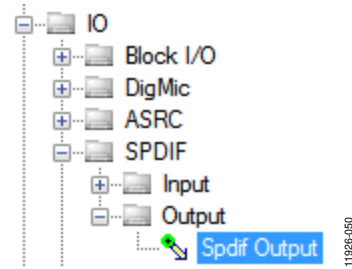 IO
Block I/O
DigMic
ASRC
SPDIF
Input
Output
Spdif Output
11926-050